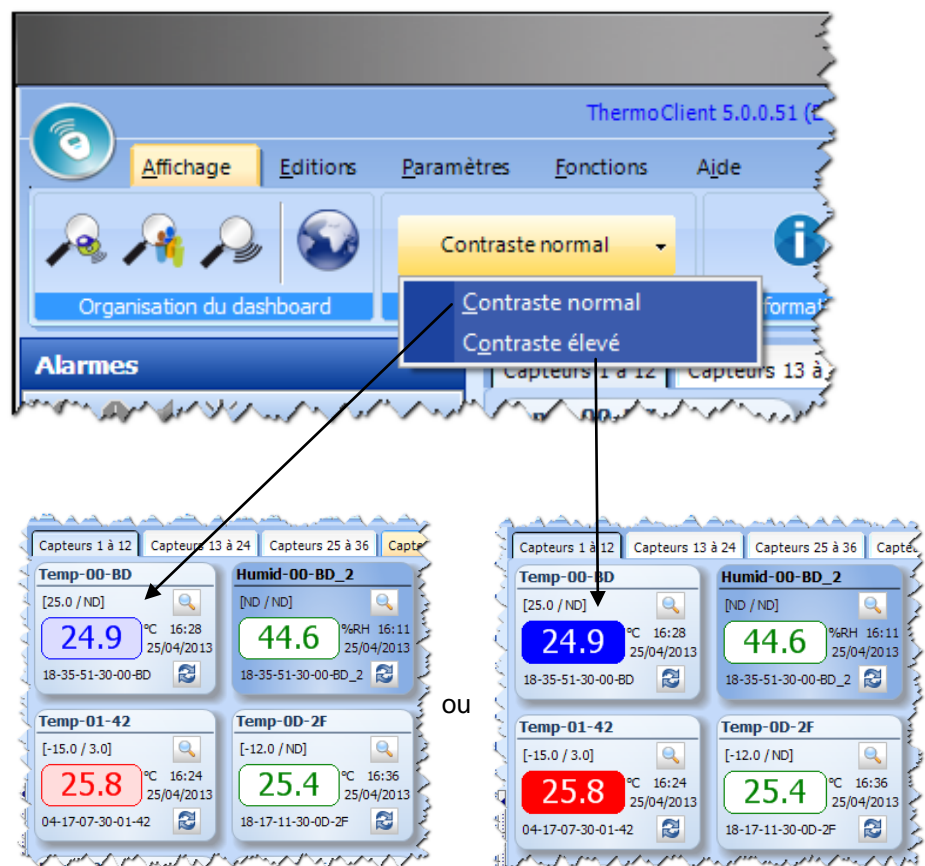 ThermoClient 5.0.0.51 (E
Affichage Editions Paramètres Fonctions Aide
Contraste normal
Organisation du dashboard
Contraste normal
Contraste élevé
Alarmes
Capteurs 1 à 12 Capteurs 13 à
Capteurs 1 à 12 Capteurs 13 à 24 Capteurs 25 à 36
Temp-00-BD Humid-00-BD_2
[25.0 / ND] [ND / ND]
24.9 °C 16:28 44.6 %RH 16:11
25/04/2013 25/04/2013
18-35-51-30-00-BD 18-35-51-30-00-BD_2
Temp-01-42 Temp-0D-2F
[-15.0 / 3.0] [-12.0 / ND]
25.8 °C 16:24 25.4 °C 16:36
25/04/2013 25/04/2013
04-17-07-30-01-42 18-17-11-30-0D-2F
ou
Capteurs 1 à 12 Capteurs 13 à 24 Capteurs 25 à 36
Temp-00-BD Humid-00-BD_2
[25.0 / ND] [ND / ND]
24.9 °C 16:28 44.6 %RH 16:11
25/04/2013 25/04/2013
18-35-51-30-00-BD 18-35-51-30-00-BD_2
Temp-01-42 Temp-0D-2F
[-15.0 / 3.0] [-12.0 / ND]
25.8 °C 16:24 25.4 °C 16:36
25/04/2013 25/04/2013
04-17-07-30-01-42 18-17-11-30-0D-2F